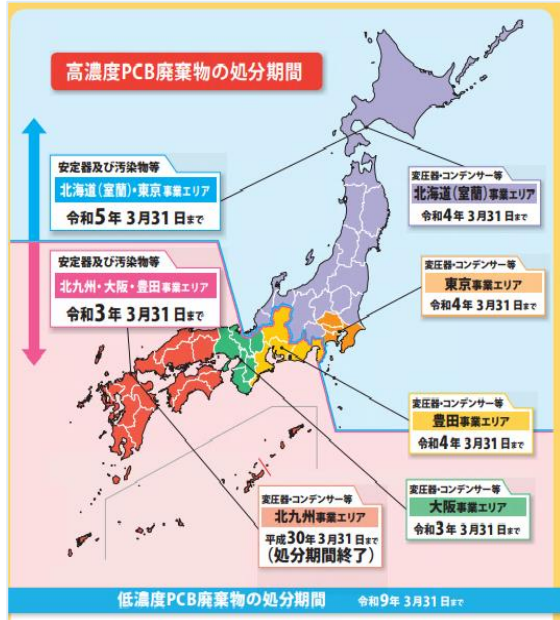 高濃度PCB廃棄物の処分期間
安定器及び汚染物等
北海道(室蘭)・東京事業エリア
令和5年 3月31日まで
変圧器・コンデンサー等
北海道(室蘭)事業エリア
令和4年 3月31日まで
安定器及び汚染物等
北九州・大阪・豊田事業エリア
令和3年 3月31日まで
変圧器・コンデンサー等
東京事業エリア
令和4年 3月31日まで
変圧器・コンデンサー等
豊田事業エリア
令和4年 3月31日まで
変圧器・コンデンサー等
大阪事業エリア
令和3年 3月31日まで
変圧器・コンデンサー等
北九州事業エリア
平成30年 3月31日まで
(処分期間終了)
低濃度PCB廃棄物の処分期間 令和9年 3月31日まで